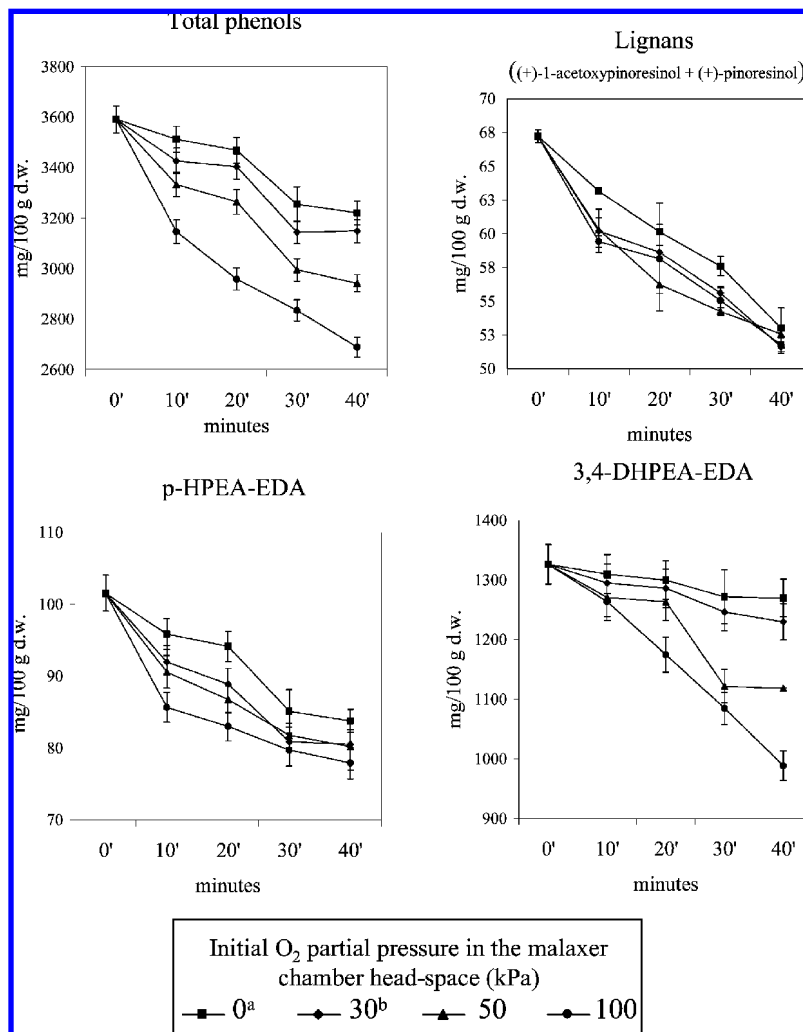 Total phenols
3800
3600
3400
3200
3000
2800
2600
mg/100 g d.w.
0' 10' 20' 30' 40'
minutes
Lignans
((+)-1-acetoxypinoresinol + (+)-pinoresinol)
70
68
65
63
60
58
55
53
50
mg/100 g d.w.
0' 10' 20' 30' 40'
minutes
p-HPEA-EDA
110
100
90
80
70
mg/100 g d.w.
0' 10' 20' 30' 40'
minutes
3,4-DHPEA-EDA
1400
1300
1200
1100
1000
900
mg/100 g d.w.
0' 10' 20' 30' 40'
minutes
Initial O₂ partial pressure in the malaxer
chamber head-space (kPa)
0ᵃ 30ᵇ 50 100